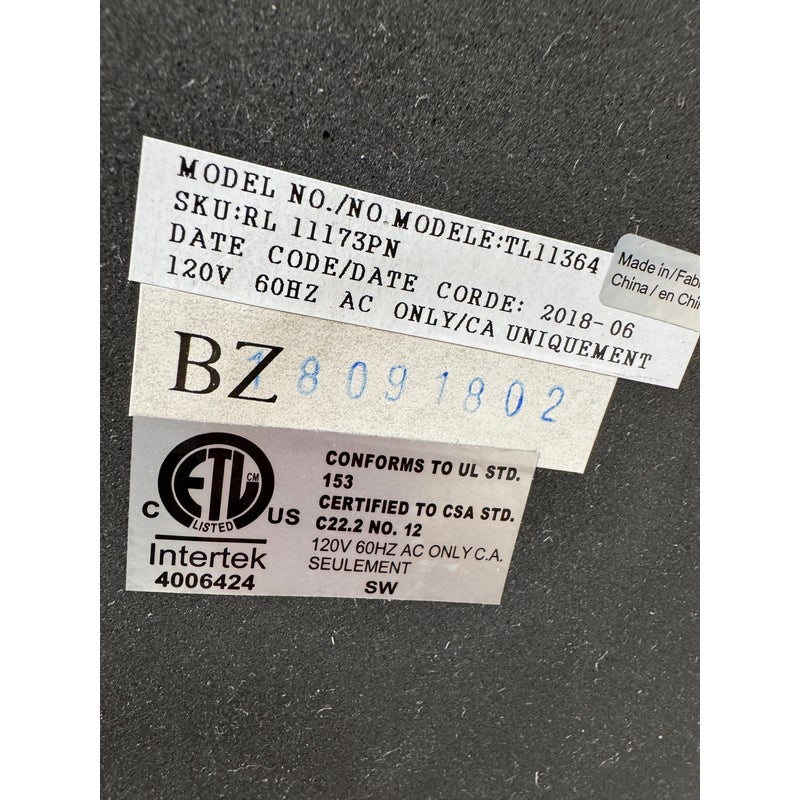 MODEL NO./NO.MODELE:TL11364
SKU:RL 11173PN
DATE CODE/DATE CORDE: 2018-06
120V 60HZ AC ONLY/CA UNIQUEMENT
Made in/
China/en
BZ 18091802
ETL CM
LISTED
C US
Intertek
4006424
CONFORMS TO UL STD.
153
CERTIFIED TO CSA STD.
C22.2 NO. 12
120V 60HZ AC ONLY C.A.
SEULEMENT
SW